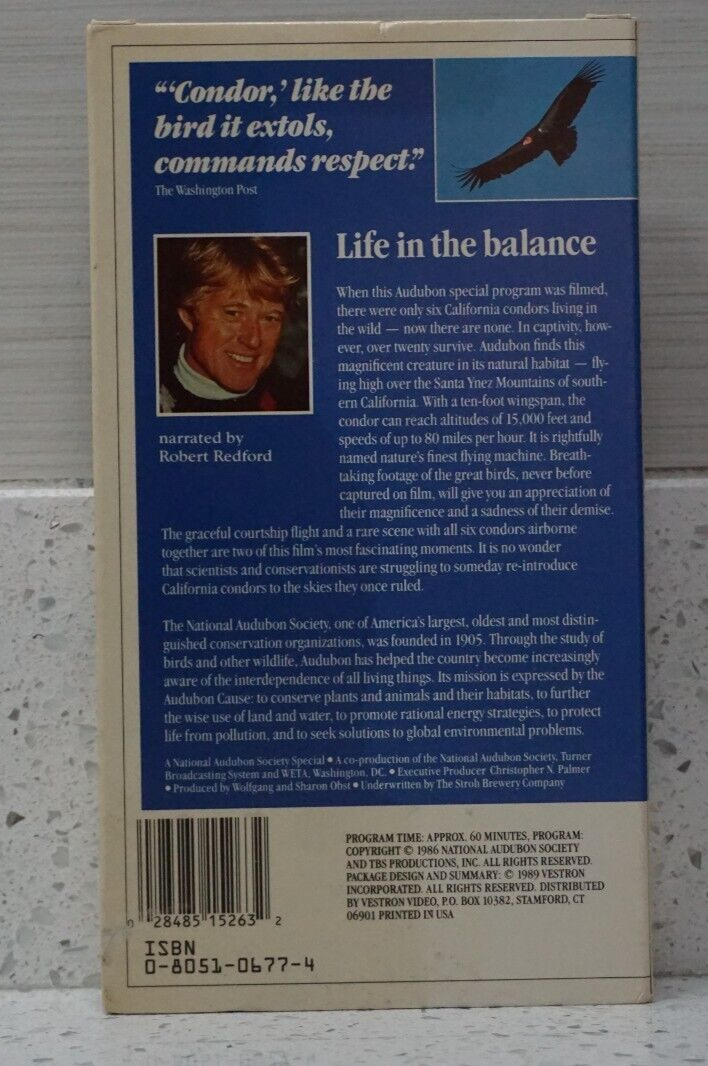 “‘Condor,’ like the
bird it extols,
commands respect.”
The Washington Post
Life in the balance
When this Audubon special program was filmed,
there were only six California condors living in
the wild — now there are none. In captivity, how-
ever, over twenty survive. Audubon finds this
magnificent creature in its natural habitat — fly-
ing high over the Santa Ynez Mountains of south-
ern California. With a ten-foot wingspan, the
condor can reach altitudes of 15,000 feet and
speeds of up to 80 miles per hour. It is rightfully
named nature's finest flying machine. Breath-
taking footage of the great birds, never before
captured on film, will give you an appreciation of
their magnificence and a sadness of their demise.
narrated by
Robert Redford
The graceful courtship flight and a rare scene with all six condors airborne
together are two of this film's most fascinating moments. It is no wonder
that scientists and conservationists are struggling to someday re-introduce
California condors to the skies they once ruled.
The National Audubon Society, one of America's largest, oldest and most distin-
guished conservation organizations, was founded in 1905. Through the study of
birds and other wildlife, Audubon has helped the country become increasingly
aware of the interdependence of all living things. Its mission is expressed by the
Audubon Cause: to conserve plants and animals and their habitats, to further
the wise use of land and water, to promote rational energy strategies, to protect
life from pollution, and to seek solutions to global environmental problems.
A National Audubon Society Special • A co-production of the National Audubon Society, Turner
Broadcasting System and WETA, Washington, DC. • Executive Producer Christopher N. Palmer
• Produced by Wolfgang and Sharon Obst • Underwritten by The Stroh Brewery Company
PROGRAM TIME: APPROX. 60 MINUTES, PROGRAM:
COPYRIGHT © 1986 NATIONAL AUDUBON SOCIETY
AND TBS PRODUCTIONS, INC. ALL RIGHTS RESERVED.
PACKAGE DESIGN AND SUMMARY: © 1989 VESTRON
INCORPORATED. ALL RIGHTS RESERVED. DISTRIBUTED
BY VESTRON VIDEO, P.O. BOX 10382, STAMFORD, CT
06901 PRINTED IN USA
0 28485 15263 2
ISBN
0-8051-0677-4